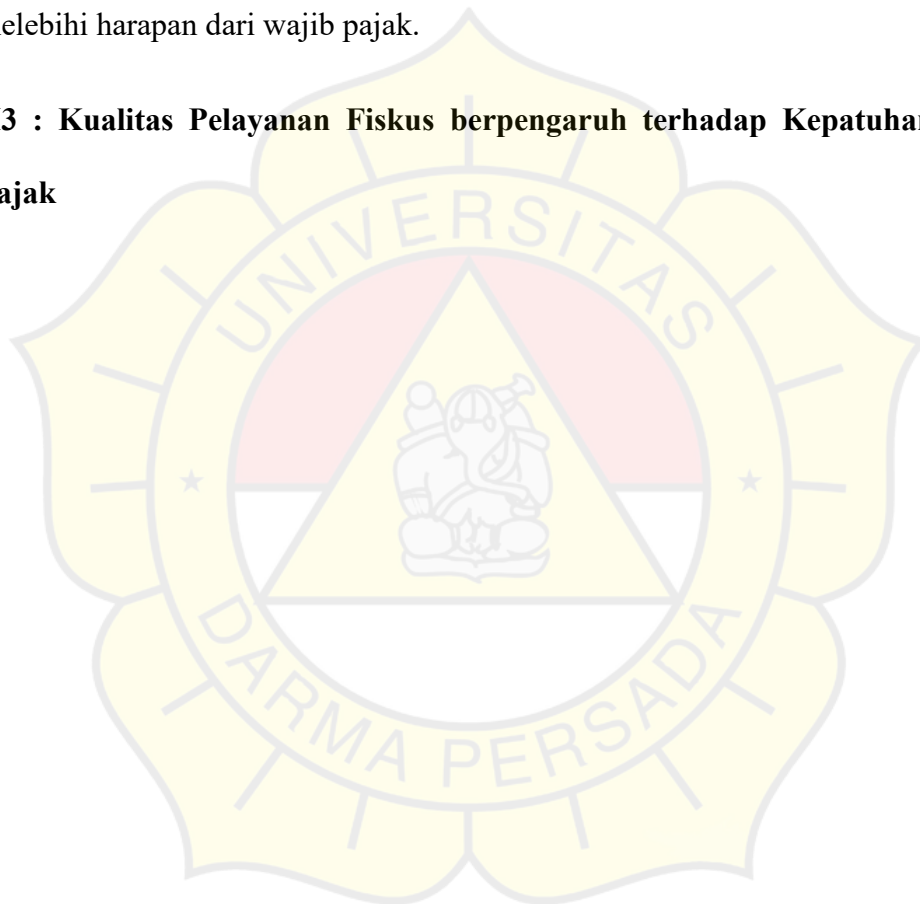 elebihi harapan dari wajib pajak.
3 : Kualitas Pelayanan Fiskus berpengaruh terhadap Kepatuhan
ajak
UNIVERSITAS
DARMA PERSADA